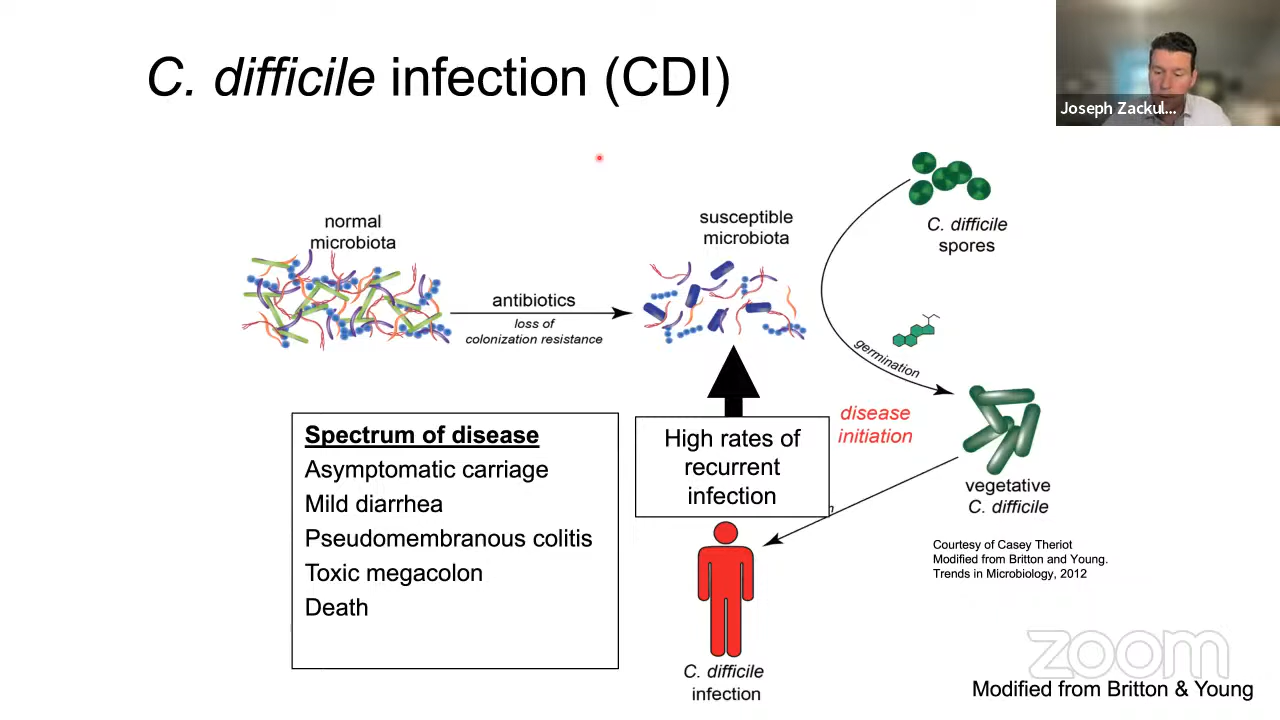 C. difficile infection (CDI)
Joseph Zackul...
normal
microbiota
antibiotics
loss of
colonization resistance
susceptible
microbiota
C. difficile
spores
germination
disease
initiation
vegetative
C. difficile
Spectrum of disease
Asymptomatic carriage
Mild diarrhea
Pseudomembranous colitis
Toxic megacolon
Death
High rates of
recurrent
infection
C. difficile
infection
Courtesy of Casey Theriot
Modified from Britton and Young.
Trends in Microbiology, 2012
zoom
Modified from Britton & Young